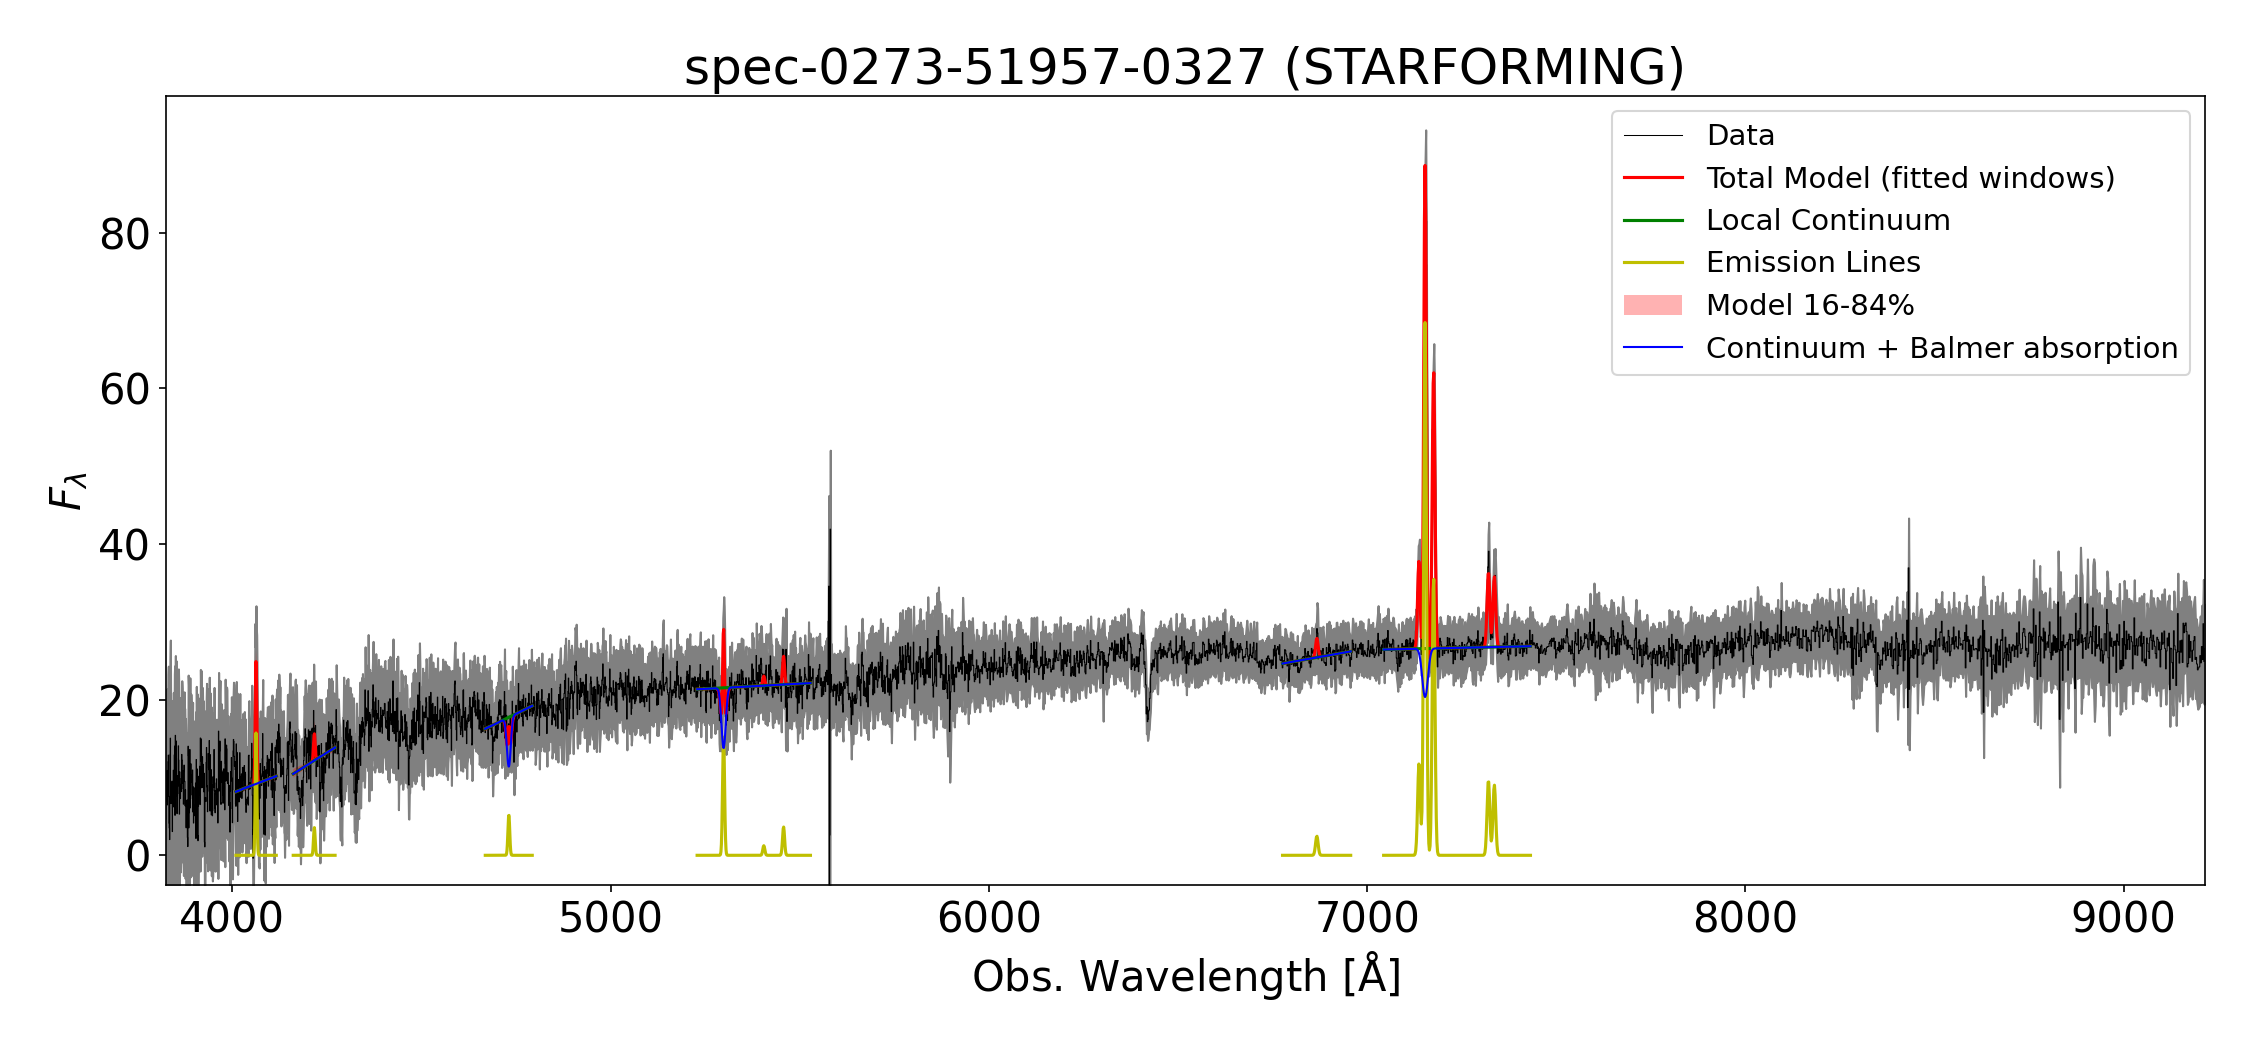 spec-0273-51957-0327 (STARFORMING)
Data
Total Model (fitted windows)
Local Continuum
Emission Lines
Model 16-84%
Continuum + Balmer absorption
80
60
40
20
0
Fλ
4000 5000 6000 7000 8000 9000
Obs. Wavelength [Å]